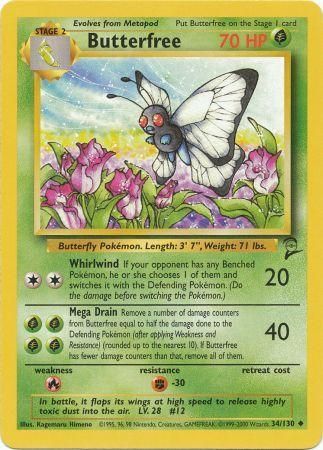 Evolves from Metapod Put Butterfree on the Stage 1 card
STAGE 2
Butterfree 70 HP
Butterfly Pokémon. Length: 3' 7", Weight: 71 lbs.
Whirlwind If your opponent has any Benched
Pokémon, he or she chooses 1 of them and
switches it with the Defending Pokémon. (Do
the damage before switching the Pokémon.)
20
Mega Drain Remove a number of damage counters
from Butterfree equal to half the damage done to the
Defending Pokémon (after applying Weakness and
Resistance) (rounded up to the nearest 10). If Butterfree
has fewer damage counters than that, remove all of them.
40
weakness resistance retreat cost
-30
In battle, it flaps its wings at high speed to release highly
toxic dust into the air. LV. 28 #12
Illus. Kagemaru Himeno ©1995, 96, 98 Nintendo, Creatures, GAMEFREAK. ©1999-2000 Wizards. 34/130